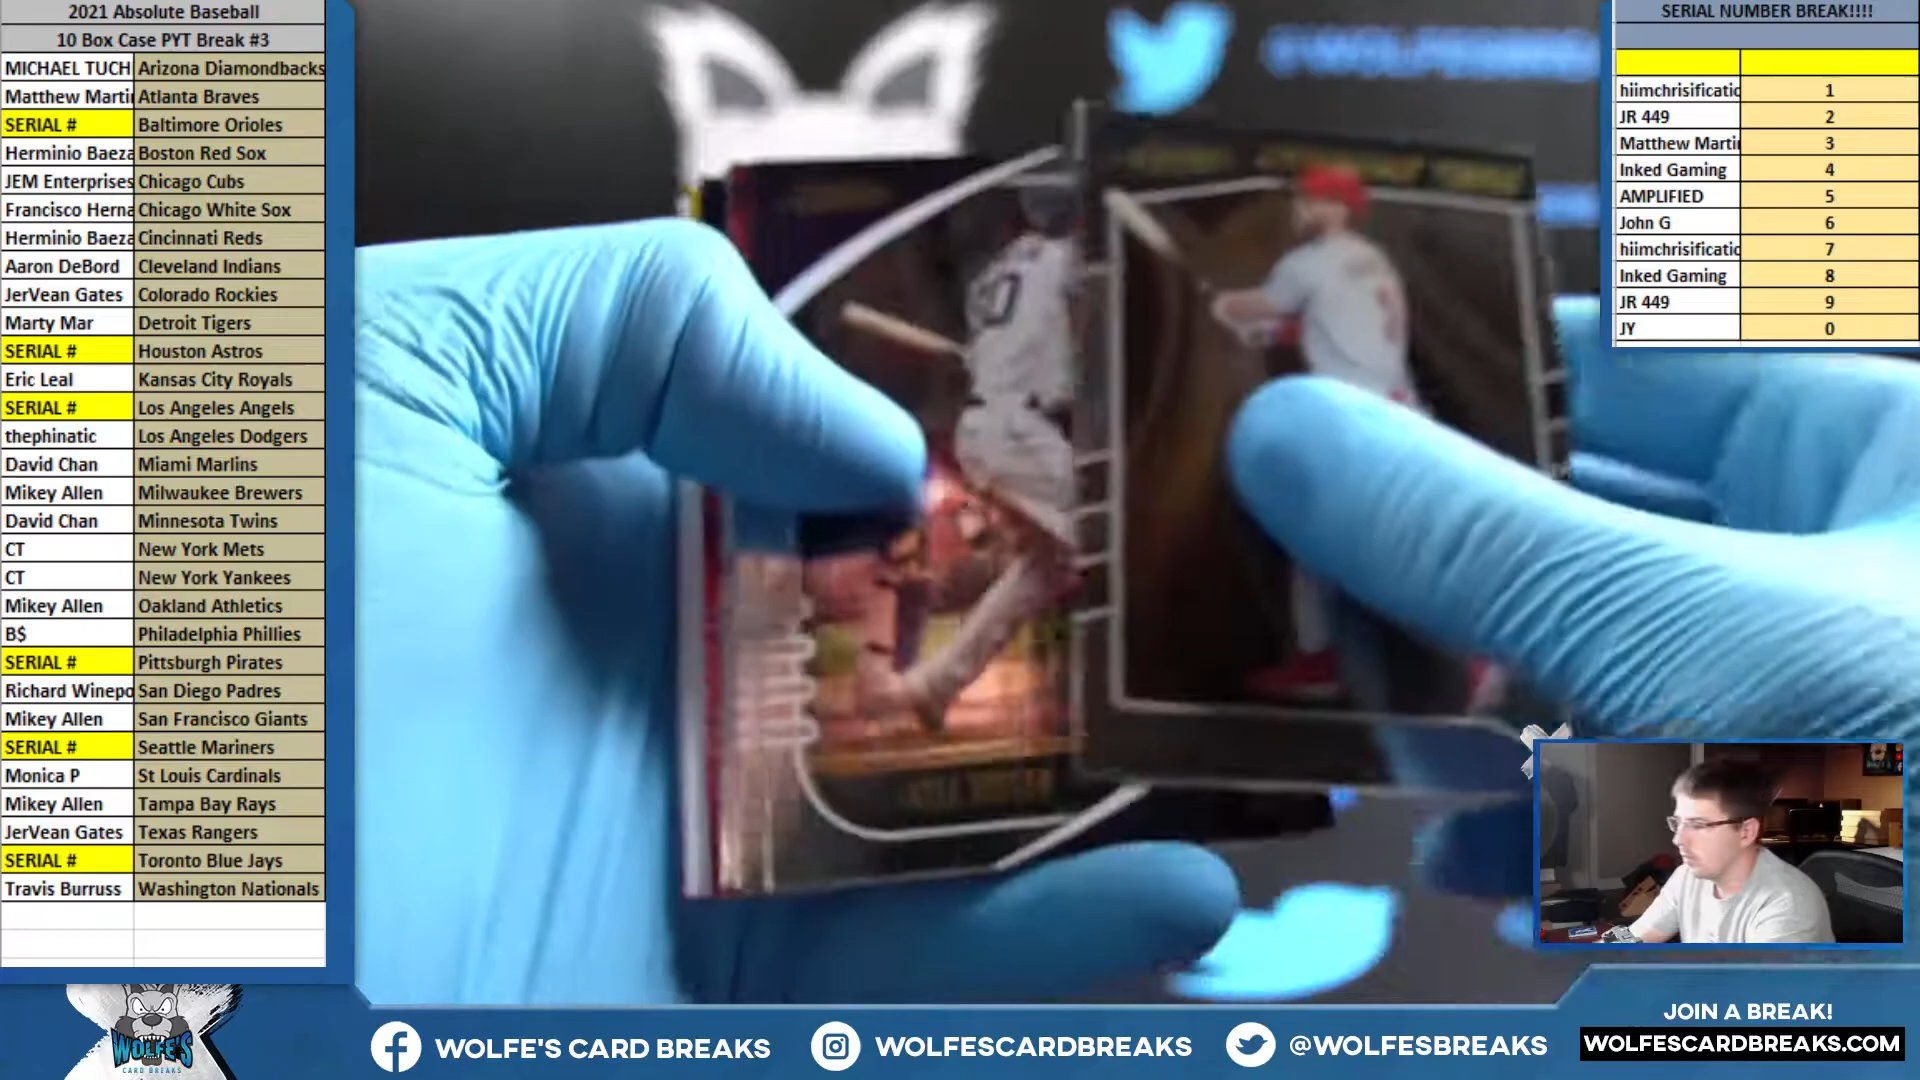 2021 Absolute Baseball
10 Box Case PYT Break #3
MICHAEL TUCH Arizona Diamondbacks
Matthew Marti Atlanta Braves
SERIAL # Baltimore Orioles
Herminio Baeza Boston Red Sox
JEM Enterprises Chicago Cubs
Francisco Herna Chicago White Sox
Herminio Baeza Cincinnati Reds
Aaron DeBord Cleveland Indians
JerVean Gates Colorado Rockies
Marty Mar Detroit Tigers
SERIAL # Houston Astros
Eric Leal Kansas City Royals
SERIAL # Los Angeles Angels
thephinatic Los Angeles Dodgers
David Chan Miami Marlins
Mikey Allen Milwaukee Brewers
David Chan Minnesota Twins
CT New York Mets
CT New York Yankees
Mikey Allen Oakland Athletics
B$ Philadelphia Phillies
SERIAL # Pittsburgh Pirates
Richard Winepo San Diego Padres
Mikey Allen San Francisco Giants
SERIAL # Seattle Mariners
Monica P St Louis Cardinals
Mikey Allen Tampa Bay Rays
JerVean Gates Texas Rangers
SERIAL # Toronto Blue Jays
Travis Burruss Washington Nationals
SERIAL NUMBER BREAK!!!!
hiimchrisificatio 1
JR 449 2
Matthew Marti 3
Inked Gaming 4
AMPLIFIED 5
John G 6
hiimchrisificatio 7
Inked Gaming 8
JR 449 9
JY 0
WOLFE'S
CARD BREAKS
WOLFE'S CARD BREAKS
WOLFESCARDBREAKS
@WOLFESBREAKS
JOIN A BREAK!
WOLFESCARDBREAKS.COM